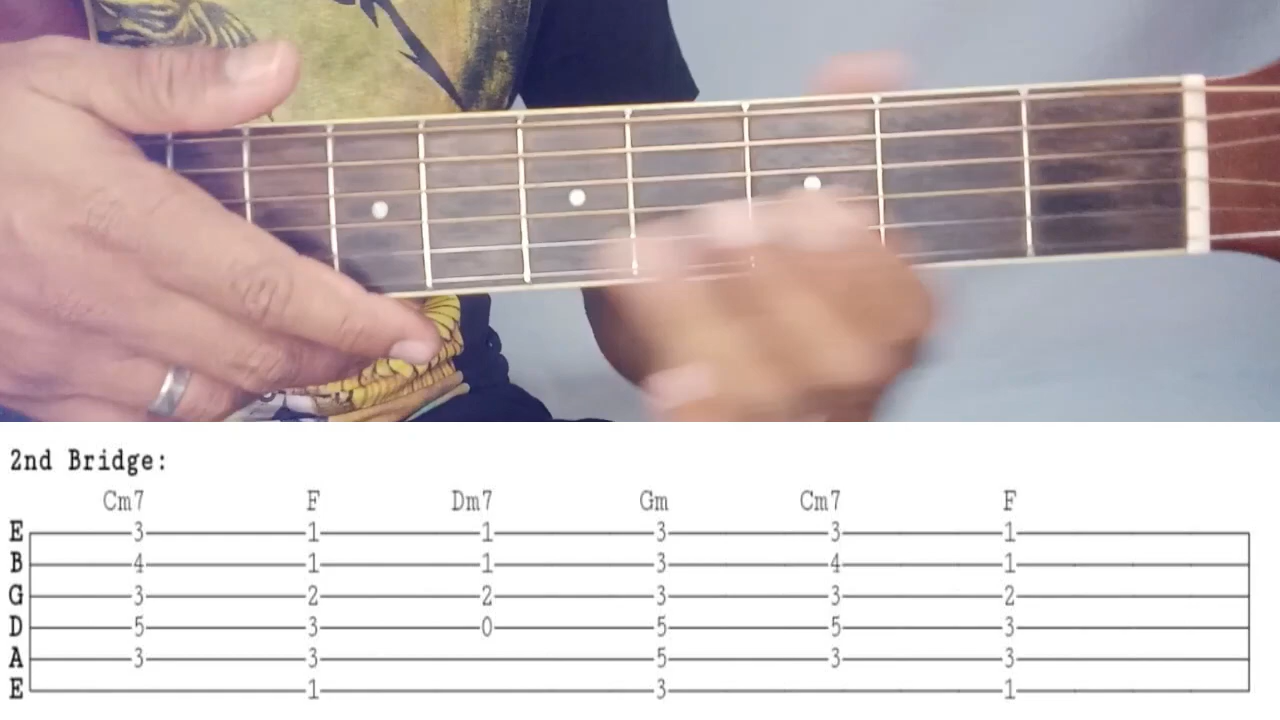 2nd Bridge:
Cm7 F Dm7 Gm Cm7 F
E 3 1 1 3 3 1
B 4 1 1 3 4 1
G 3 2 2 3 3 2
D 5 3 0 5 5 3
A 3 3 5 3 3
E 1 3 1